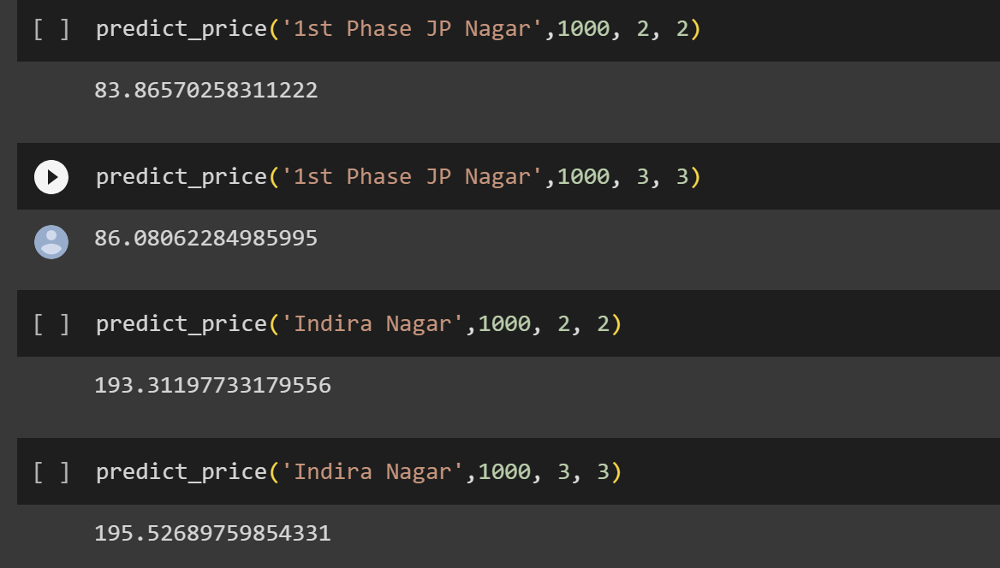 [ ] predict_price('1st Phase JP Nagar',1000, 2, 2)
83.86570258311222
predict_price('1st Phase JP Nagar',1000, 3, 3)
86.08062284985995
[ ] predict_price('Indira Nagar',1000, 2, 2)
193.31197733179556
[ ] predict_price('Indira Nagar',1000, 3, 3)
195.52689759854331